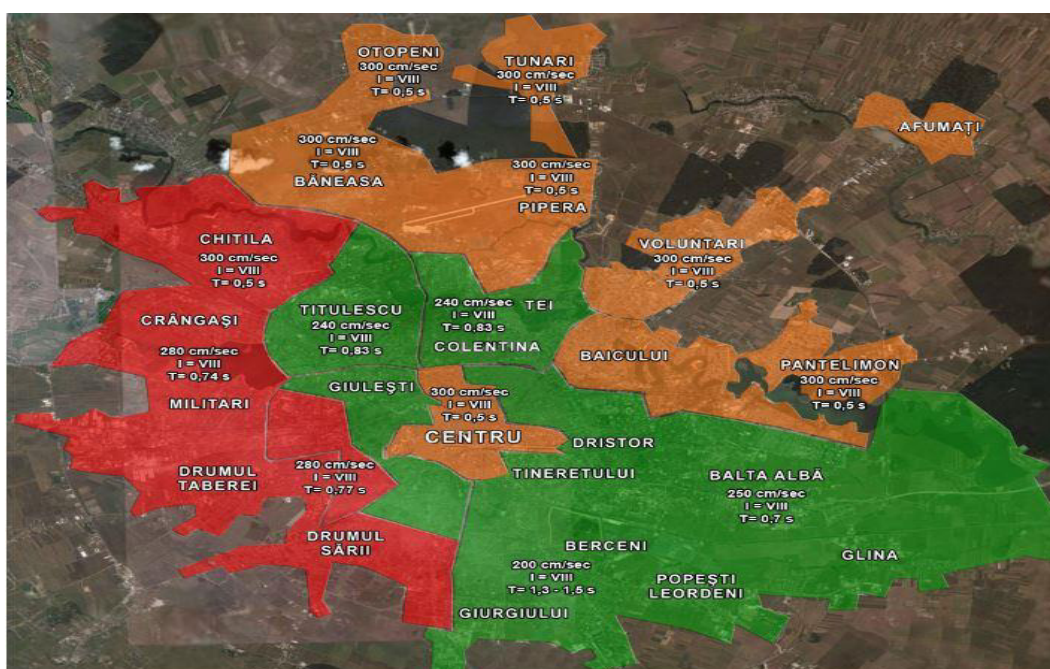 OTOPENI
300 cm/sec
I = VIII
T= 0,5 s
TUNARI
300 cm/sec
I = VIII
T= 0,5 s
AFUMAȚI
300 cm/sec
I = VIII
T= 0,5 s
BĂNEASA
300 cm/sec
I = VIII
T= 0,5 s
PIPERA
CHITILA
300 cm/sec
I = VIII
T= 0,5 s
VOLUNTARI
300 cm/sec
I = VIII
T= 0,5 s
TITULESCU
240 cm/sec
I = VIII
T= 0,83 s
240 cm/sec
I = VIII
T= 0,83 s
TEI
COLENTINA
CRÂNGAȘI
280 cm/sec
I = VIII
T= 0,74 s
MILITARI
BAICULUI
PANTELIMON
300 cm/sec
I = VIII
T= 0,5 s
GIULEȘTI
300 cm/sec
I = VIII
T= 0,5 s
CENTRU
DRISTOR
TINERETULUI
DRUMUL
TABEREI
280 cm/sec
I = VIII
T= 0,77 s
BALTA ALBĂ
250 cm/sec
I = VIII
T= 0,7 s
DRUMUL
SĂRII
BERCENI
200 cm/sec
I = VIII
T= 1,3 - 1,5 s
GLINA
POPEȘTI
LEORDENI
GIURGIULUI